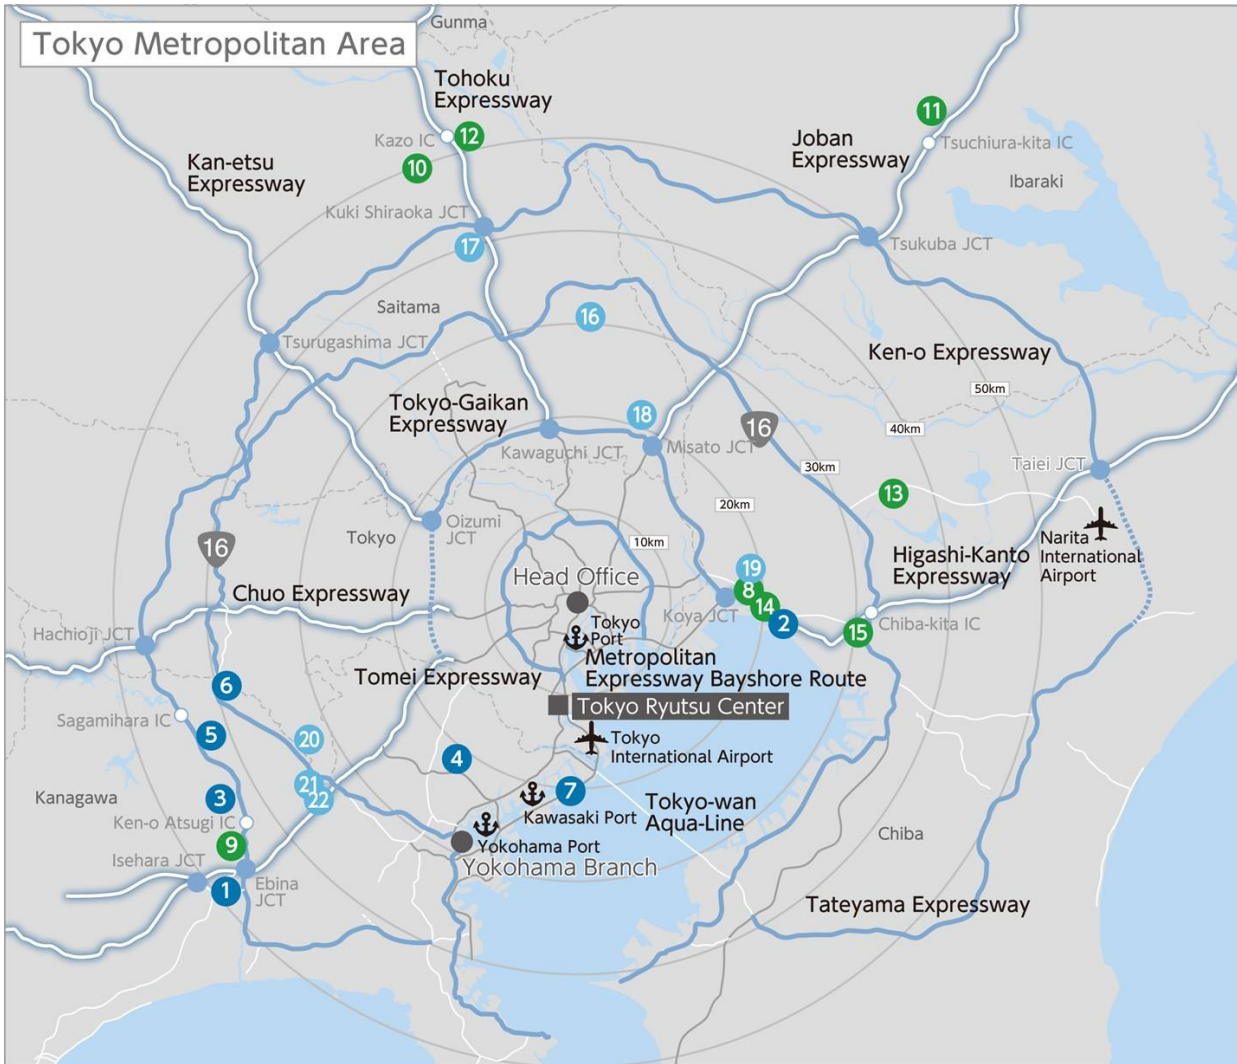 Tokyo Metropolitan Area
Gunma
Tohoku
Expressway
11
12
Kazo IC
Joban
Expressway
Tsuchiura-kita IC
10
Kan-etsu
Expressway
Ibaraki
Kuki Shiraoka JCT
17
Tsukuba JCT
Saitama
16
Tsurugashima JCT
Ken-o Expressway
50km
Tokyo-Gaikan
Expressway
18
16
40km
Kawaguchi JCT
Misato JCT
30km
Taiei JCT
13
20km
Oizumi
JCT
Tokyo
16
10km
Narita
International
Airport
Higashi-Kanto
Expressway
Head Office
19
8
14
2
Chuo Expressway
Koya JCT
Chiba-kita IC
15
Hachioji JCT
Tokyo
Port
Metropolitan
Expressway Bayshore Route
Tomei Expressway
6
Tokyo Ryutsu Center
Sagamihara IC
5
20
Tokyo
International Airport
4
21
22
7
3
Kanagawa
Kawasaki Port
Tokyo-wan
Aqua-Line
Ken-o Atsugi IC
Chiba
9
Yokohama Port
Yokohama Branch
Isehara JCT
1
Ebina
JCT
Tateyama Expressway